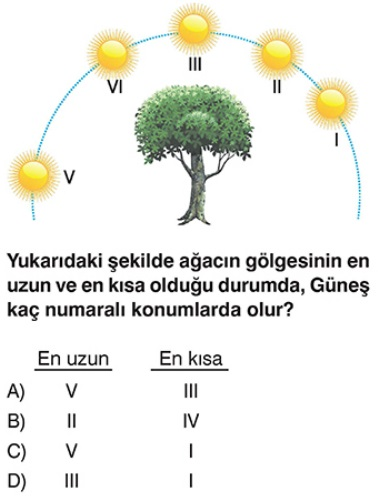 III
VI
II
I
V
Yukarıdaki şekilde ağacın gölgesinin en
uzun ve en kısa olduğu durumda, Güneş
kaç numaralı konumlarda olur?
En uzun En kısa
A) V III
B) II IV
C) V I
D) III I